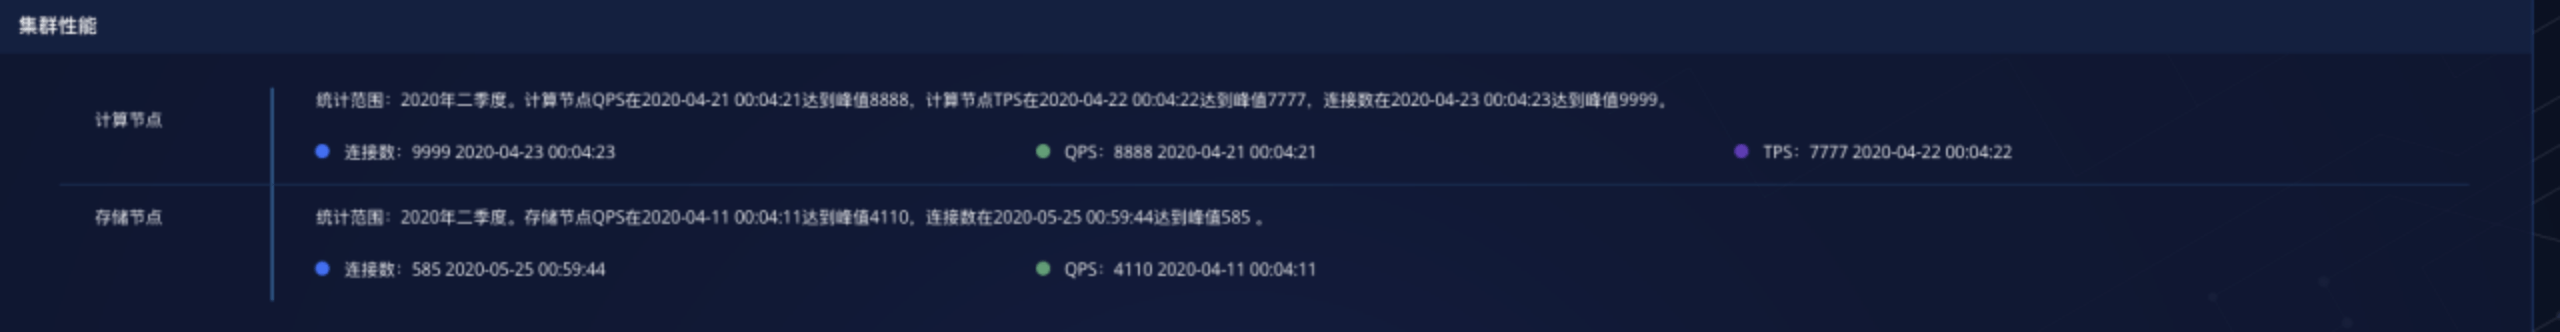 集群性能
计算节点
统计范围：2020年二季度。计算节点QPS在2020-04-21 00:04:21达到峰值8888，计算节点TPS在2020-04-22 00:04:22达到峰值7777，连接数在2020-04-23 00:04:23达到峰值9999。
连接数：9999 2020-04-23 00:04:23 QPS：8888 2020-04-21 00:04:21 TPS：7777 2020-04-22 00:04:22
存储节点
统计范围：2020年二季度。存储节点QPS在2020-04-11 00:04:11达到峰值4110，连接数在2020-05-25 00:59:44达到峰值585 。
连接数：585 2020-05-25 00:59:44 QPS：4110 2020-04-11 00:04:11